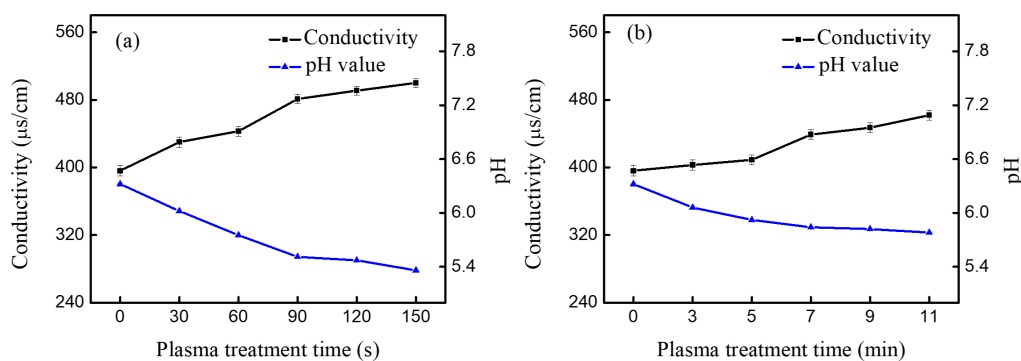 (a)
Conductivity
pH value
560
480
400
320
240
Conductivity (μs/cm)
7.8
7.2
6.6
6.0
5.4
pH
0 30 60 90 120 150
Plasma treatment time (s)
(b)
Conductivity
pH value
560
480
400
320
240
Conductivity (μs/cm)
7.8
7.2
6.6
6.0
5.4
pH
0 3 5 7 9 11
Plasma treatment time (min)